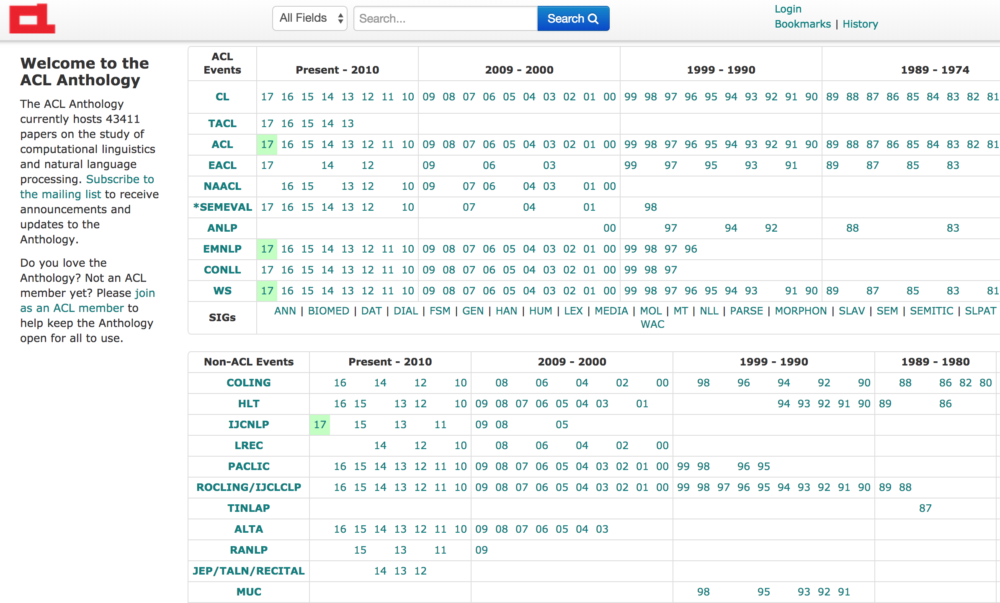 All Fields Search... Search Login
Bookmarks | History
Welcome to the
ACL Anthology
The ACL Anthology
currently hosts 43411
papers on the study of
computational linguistics
and natural language
processing. Subscribe to
the mailing list to receive
announcements and
updates to the
Anthology.
Do you love the
Anthology? Not an ACL
member yet? Please join
as an ACL member to
help keep the Anthology
open for all to use.
ACL
Events Present - 2010 2009 - 2000 1999 - 1990 1989 - 1974
CL 17 16 15 14 13 12 11 10 09 08 07 06 05 04 03 02 01 00 99 98 97 96 95 94 93 92 91 90 89 88 87 86 85 84 83 82 81
TACL 17 16 15 14 13
ACL 17 16 15 14 13 12 11 10 09 08 07 06 05 04 03 02 01 00 99 98 97 96 95 94 93 92 91 90 89 88 87 86 85 84 83 82 81
EACL 17 14 12 09 06 03 99 97 95 93 91 89 87 85 83
NAACL 16 15 13 12 10 09 07 06 04 03 01 00
*SEMEVAL 17 16 15 14 13 12 10 07 04 01 98
ANLP 00 97 94 92 88 83
EMNLP 17 16 15 14 13 12 11 10 09 08 07 06 05 04 03 02 01 00 99 98 97 96
CONLL 17 16 15 14 13 12 11 10 09 08 07 06 05 04 03 02 01 00 99 98 97
WS 17 16 15 14 13 12 11 10 09 08 07 06 05 04 03 02 01 00 99 98 97 96 95 94 93 91 90 89 87 85 83 81
SIGs ANN | BIOMED | DAT | DIAL | FSM | GEN | HAN | HUM | LEX | MEDIA | MOL | MT | NLL | PARSE | MORPHON | SLAV | SEM | SEMITIC | SLPAT
WAC
Non-ACL Events Present - 2010 2009 - 2000 1999 - 1990 1989 - 1980
COLING 16 14 12 10 08 06 04 02 00 98 96 94 92 90 88 86 82 80
HLT 16 15 13 12 10 09 08 07 06 05 04 03 01 94 93 92 91 90 89 86
IJCNLP 17 15 13 11 09 08 05
LREC 14 12 10 08 06 04 02 00
PACLIC 16 15 14 13 12 11 10 09 08 07 06 05 04 03 02 01 00 99 98 96 95
ROCLING/IJCLCLP 16 15 14 13 12 11 10 09 08 07 06 05 04 03 02 01 00 99 98 97 96 95 94 93 92 91 90 89 88
TINLAP 87
ALTA 16 15 14 13 12 11 10 09 08 07 06 05 04 03
RANLP 15 13 11 09
JEP/TALN/RECITAL 14 13 12
MUC 98 95 93 92 91